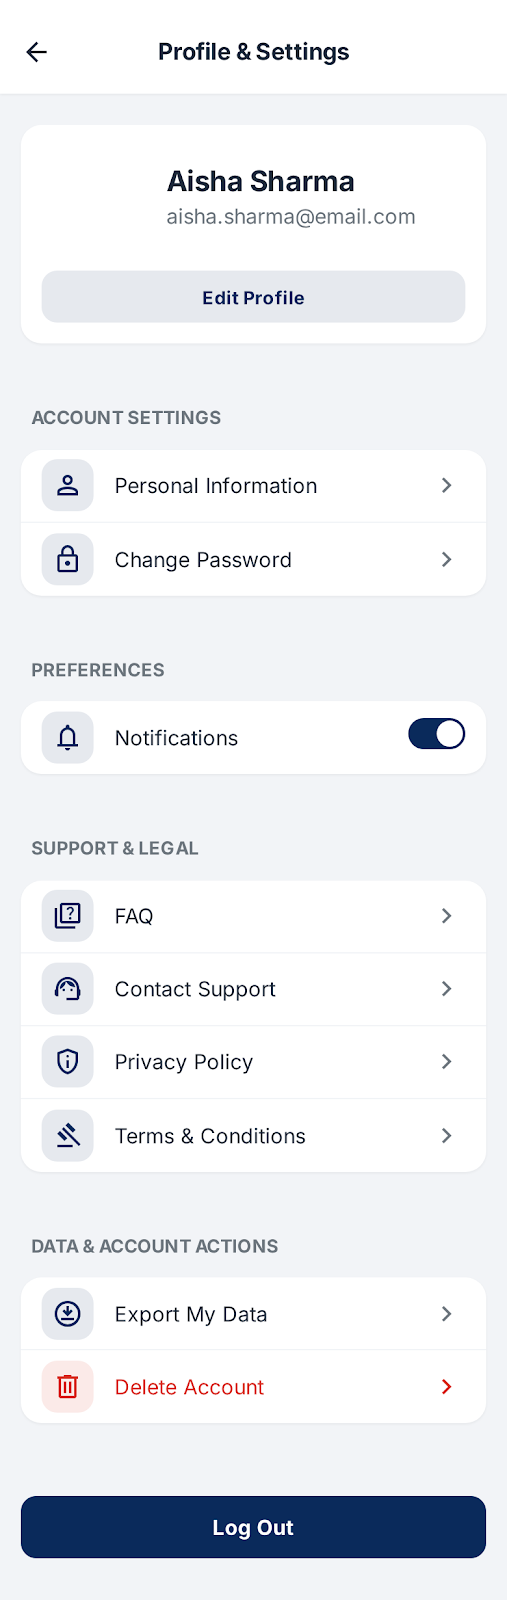 Profile & Settings
Aisha Sharma
aisha.sharma@email.com
Edit Profile
ACCOUNT SETTINGS
Personal Information
Change Password
PREFERENCES
Notifications
SUPPORT & LEGAL
FAQ
Contact Support
Privacy Policy
Terms & Conditions
DATA & ACCOUNT ACTIONS
Export My Data
Delete Account
Log Out